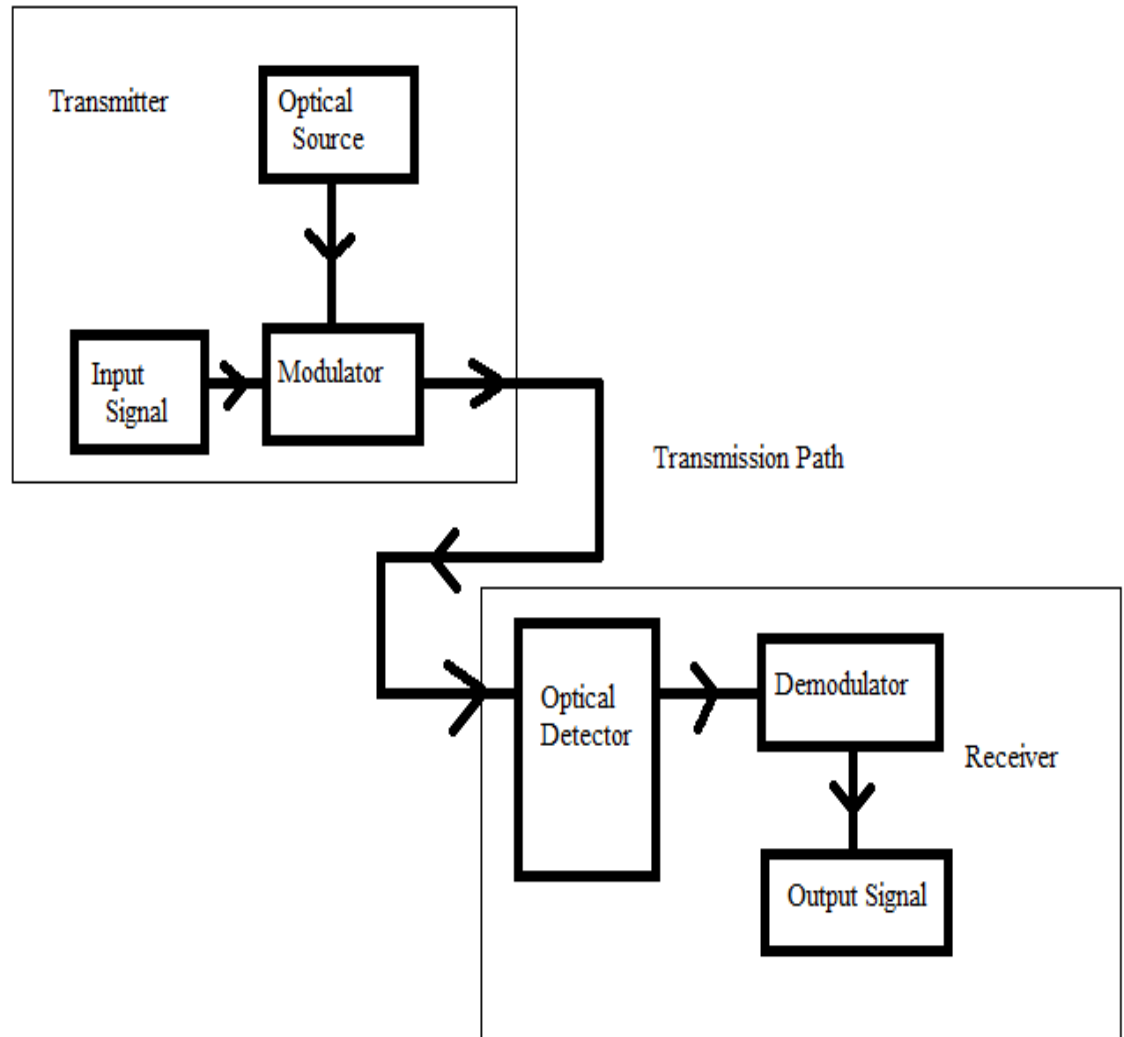 Transmitter
Optical
Source
Input
Signal
Modulator
Transmission Path
Optical
Detector
Demodulator
Receiver
Output Signal